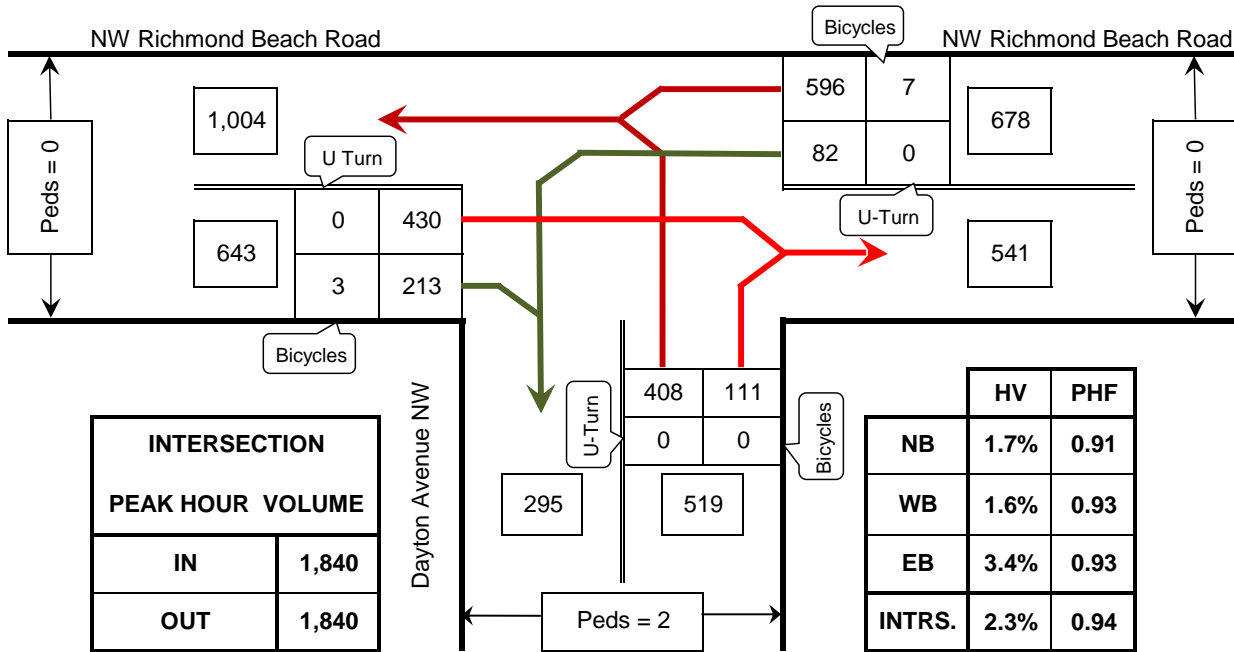 NW Richmond Beach Road
Bicycles
NW Richmond Beach Road
Peds = 0
1,004
596 7
678
Peds = 0
U Turn
82 0
U-Turn
643
0 430
541
3 213
Bicycles
Dayton Avenue NW
U-Turn
408 111
0 0
Bicycles
295
519
Peds = 2
INTERSECTION
PEAK HOUR VOLUME
IN 1,840
OUT 1,840
HV PHF
NB 1.7% 0.91
WB 1.6% 0.93
EB 3.4% 0.93
INTRS. 2.3% 0.94